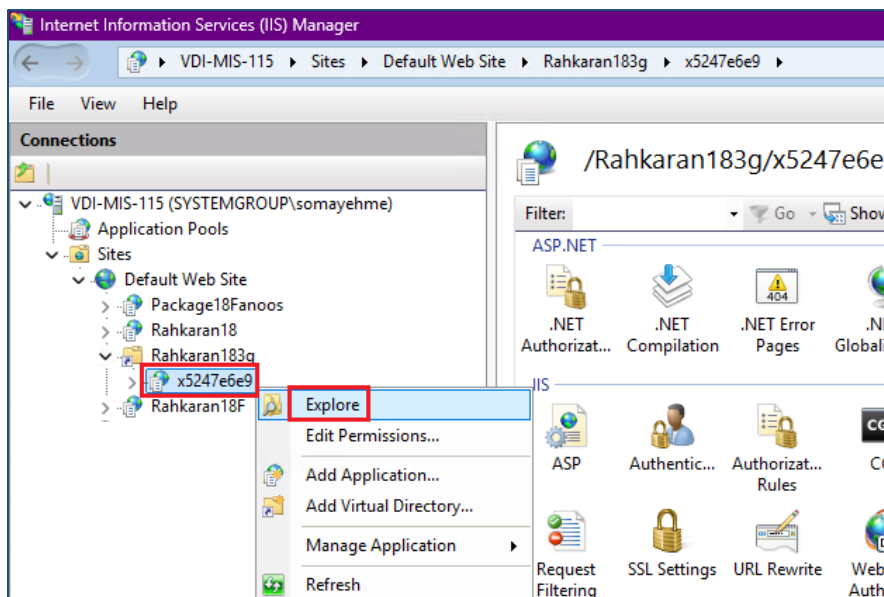 Internet Information Services (IIS) Manager
VDI-MIS-115 Sites Default Web Site Rahkaran183g x5247e6e9
File View Help
Connections
VDI-MIS-115 (SYSTEMGROUP\somayehme)
Application Pools
Sites
Default Web Site
Package18Fanoos
Rahkaran18
Rahkaran183g
x5247e6e9
Rahkaran18F
Explore
Edit Permissions...
Add Application...
Add Virtual Directory...
Manage Application
Refresh
/Rahkaran183g/x5247e6e
Filter: Go Show
ASP.NET
.NET Authorizat...
.NET Compilation
.NET Error Pages
404
IIS
ASP
Authentic...
Authorizat... Rules
Request Filtering
SSL Settings
URL Rewrite